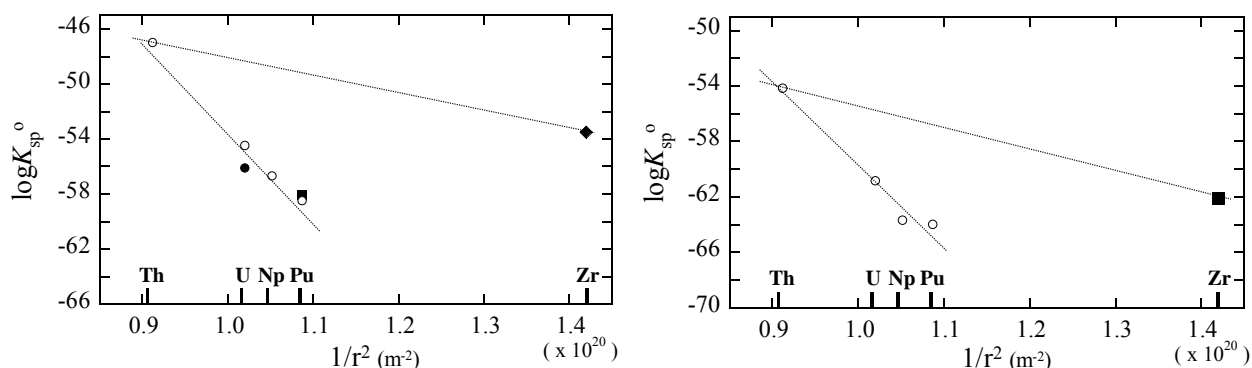 logKsp°
-46
-50
-54
-58
-62
-66
Th
U
Np
Pu
Zr
0.9
1.0
1.1
1.2
1.3
1.4
1/r² (m⁻²)
( x 10²⁰)
logKsp°
-50
-54
-58
-62
-66
-70
Th
U
Np
Pu
Zr
0.9
1.0
1.1
1.2
1.3
1.4
1/r² (m⁻²)
( x 10²⁰)